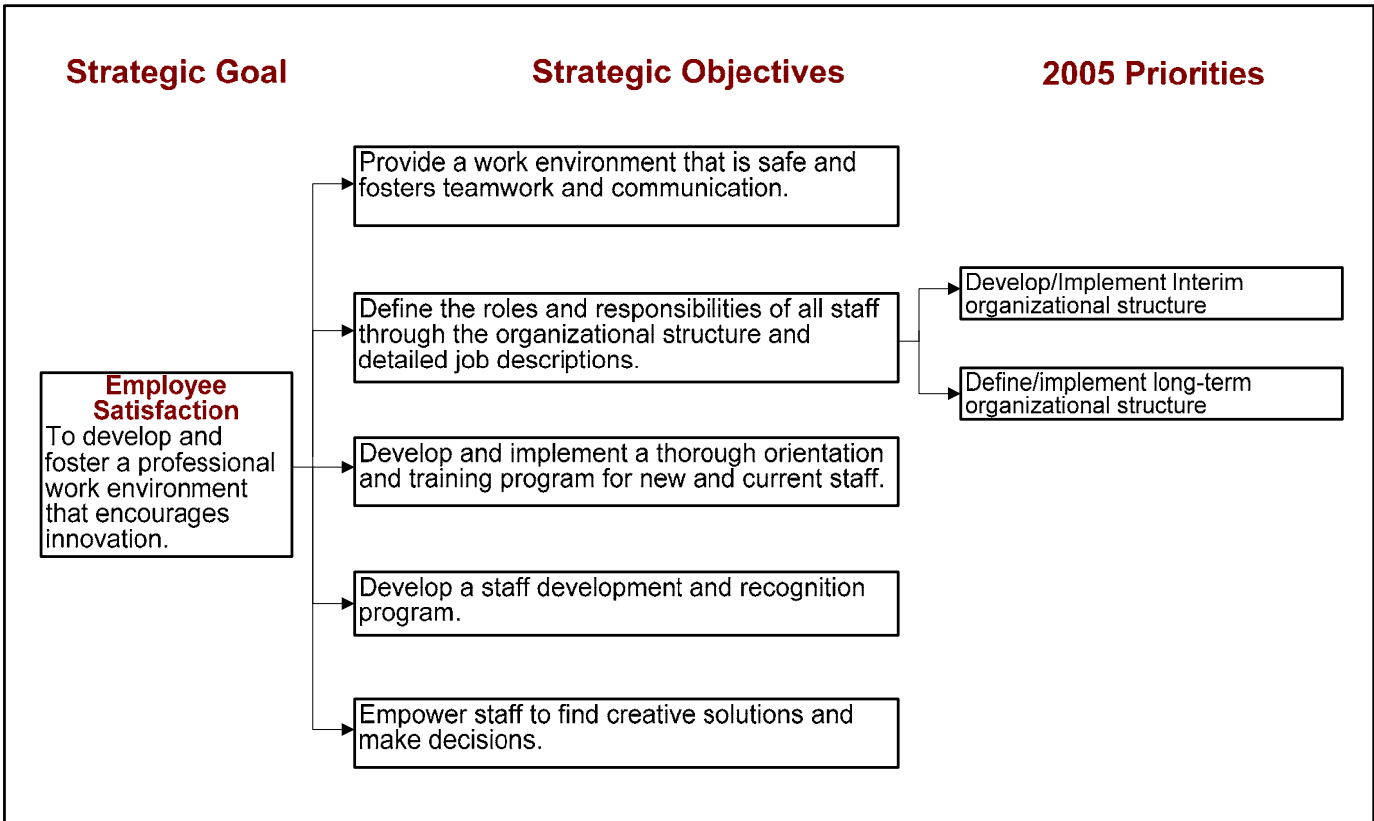 Strategic Goal
Strategic Objectives
2005 Priorities
Employee
Satisfaction
To develop and
foster a professional
work environment
that encourages
innovation.
Provide a work environment that is safe and
fosters teamwork and communication.
Define the roles and responsibilities of all staff
through the organizational structure and
detailed job descriptions.
Develop and implement a thorough orientation
and training program for new and current staff.
Develop a staff development and recognition
program.
Empower staff to find creative solutions and
make decisions.
Develop/Implement Interim
organizational structure
Define/implement long-term
organizational structure